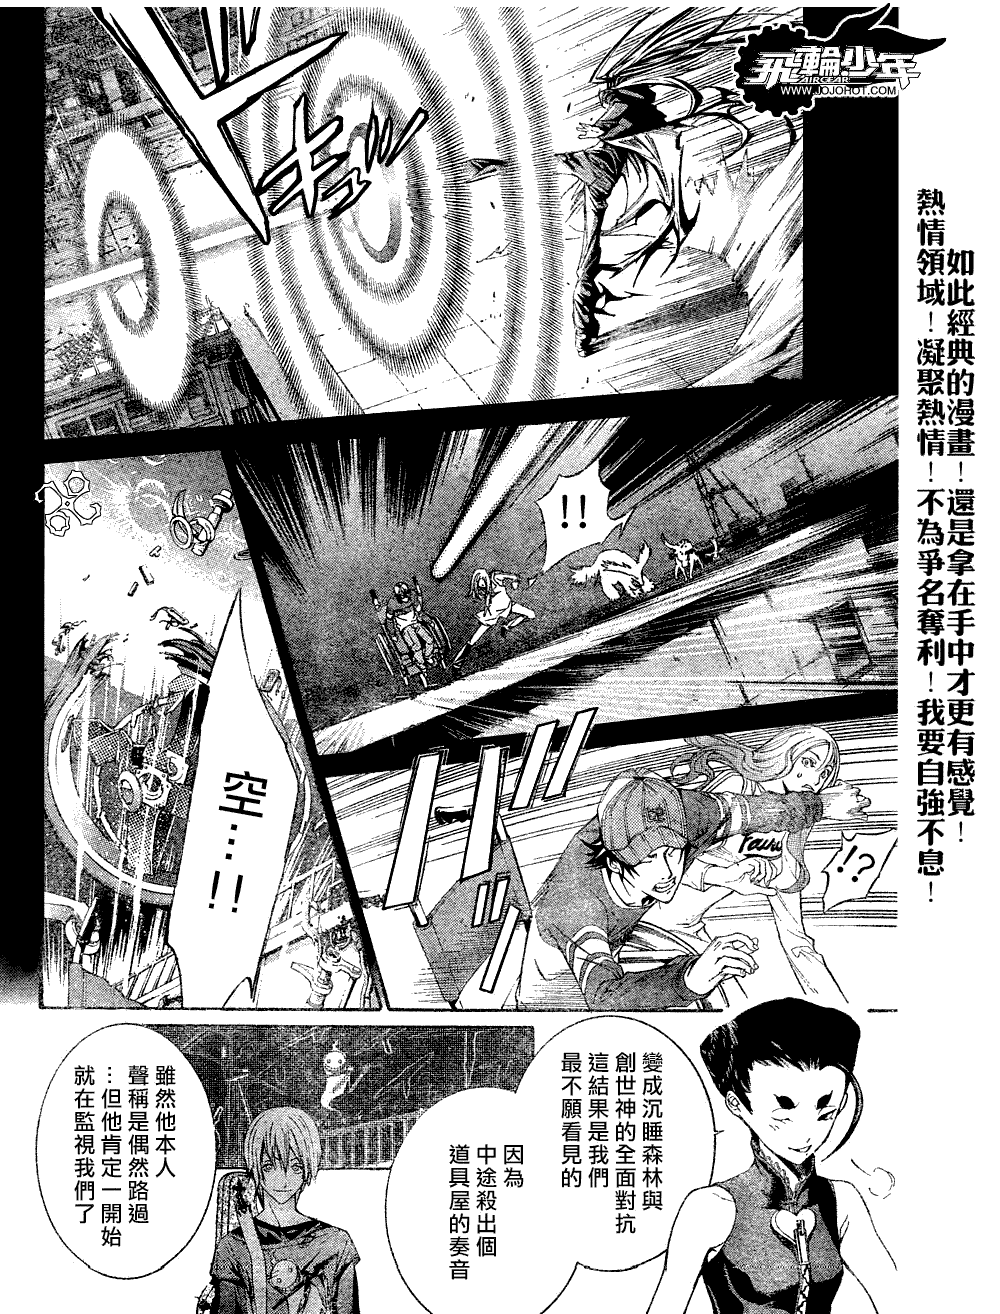 飛輪少年
AIRGEAR
WWW.JOJOHOT.COM
如此經典的漫畫！還是拿在手中才更有感覺！
熱情領域！凝聚熱情！不為爭名奪利！我要自強不息！
ギュ
!!
!?
空…!!
變成沉睡森林與
創世神的全面對抗
這結果是我們
最不願看見的
因為
中途殺出個
道具屋的奏音
雖然他本人
聲稱是偶然路過
…但他肯定一開始
就在監視我們了